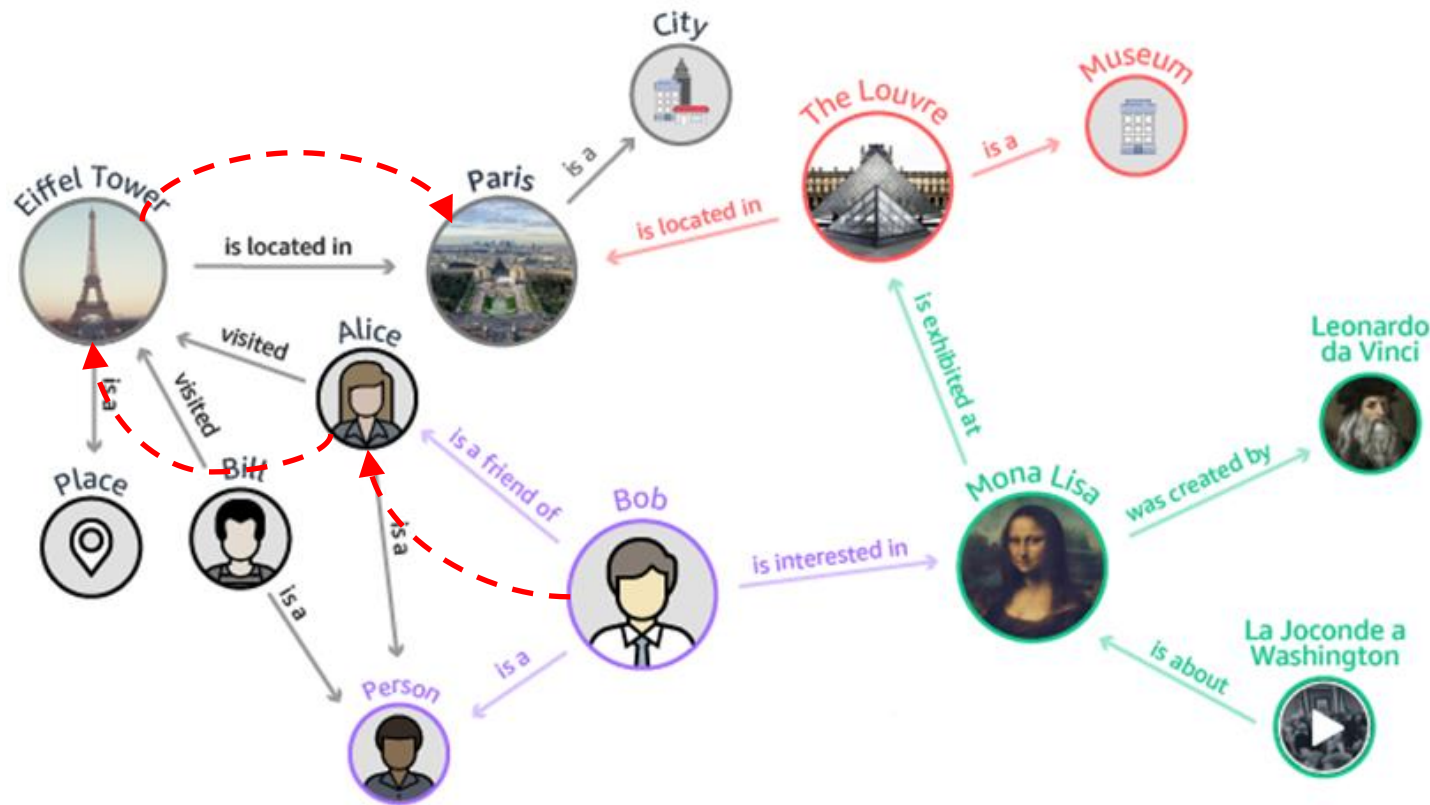 City
The Louvre
Museum
is a
is a
Eiffel Tower
Paris
is located in
is located in
visited
Alice
is a
visited
is exhibited at
Leonardo
da Vinci
Place
Bill
is a friend of
Bob
Mona Lisa
was created by
is a
is interested in
is a
is a
La Joconde a
Washington
is about
Person